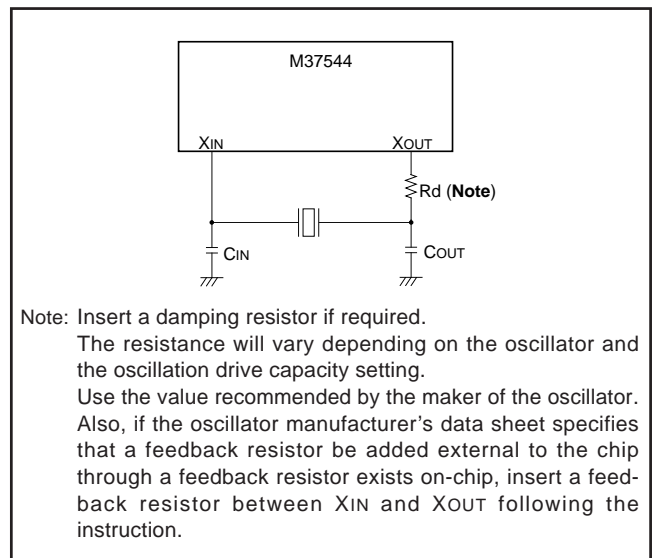 M37544
XIN
XOUT
Rd (Note)
CIN
COUT
Note: Insert a damping resistor if required.
The resistance will vary depending on the oscillator and
the oscillation drive capacity setting.
Use the value recommended by the maker of the oscillator.
Also, if the oscillator manufacturer's data sheet specifies
that a feedback resistor be added external to the chip
through a feedback resistor exists on-chip, insert a feed-
back resistor between XIN and XOUT following the
instruction.